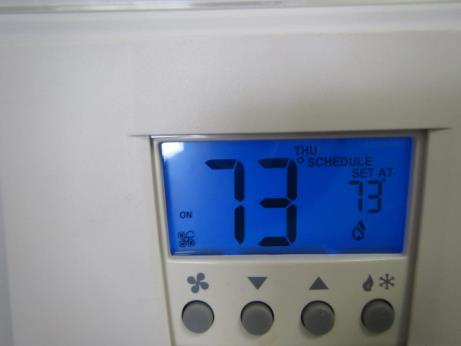 THU
73° SCHEDULE
SET AT
73°
ON